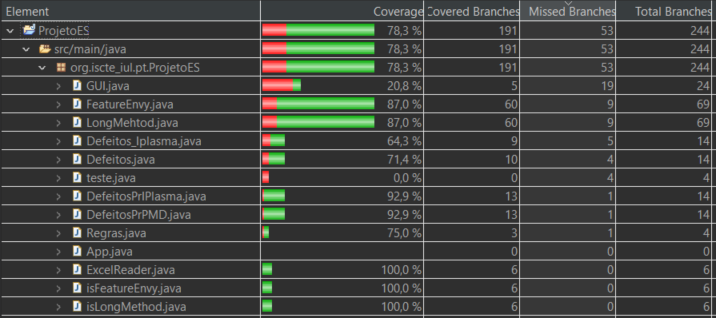 Element Coverage Covered Branches Missed Branches Total Branches
ProjetoES 78,3 % 191 53 244
src/main/java 78,3 % 191 53 244
org.iscte_iul.pt.ProjetoES 78,3 % 191 53 244
GUI.java 20,8 % 5 19 24
FeatureEnvy.java 87,0 % 60 9 69
LongMehtod.java 87,0 % 60 9 69
Defeitos_Iplasma.java 64,3 % 9 5 14
Defeitos.java 71,4 % 10 4 14
teste.java 0,0 % 0 4 4
DefeitosPrIPlasma.java 92,9 % 13 1 14
DefeitosPrPMD.java 92,9 % 13 1 14
Regras.java 75,0 % 3 1 4
App.java 0 0 0
ExcelReader.java 100,0 % 6 0 6
isFeatureEnvy.java 100,0 % 6 0 6
isLongMethod.java 100,0 % 6 0 6